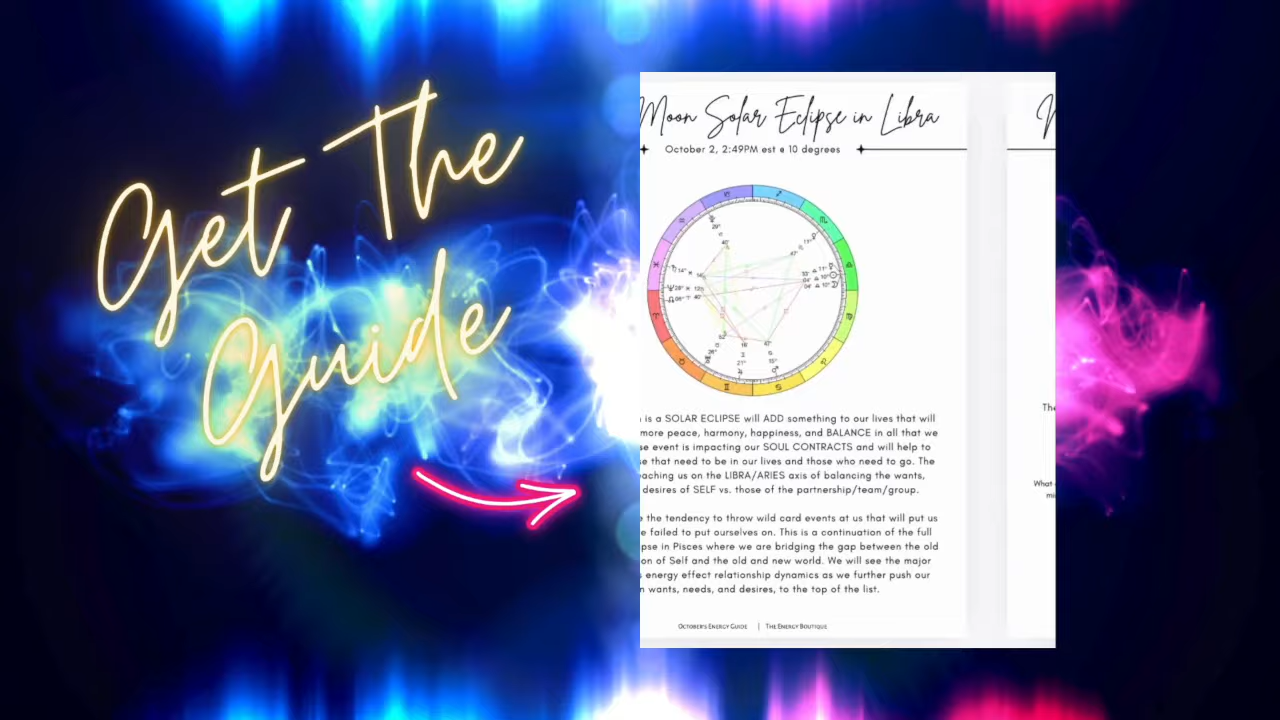 Get The
Guide
Moon Solar Eclipse in Libra
October 2, 2:49PM est @ 10 degrees
is a SOLAR ECLIPSE will ADD something to our lives that will
more peace, harmony, happiness, and BALANCE in all that we
se event is impacting our SOUL CONTRACTS and will help to
se that need to be in our lives and those who need to go. The
eaching us on the LIBRA/ARIES axis of balancing the wants,
desires of SELF vs. those of the partnership/team/group.
e the tendency to throw wild card events at us that will put us
e failed to put ourselves on. This is a continuation of the full
pse in Pisces where we are bridging the gap between the old
on of Self and the old and new world. We will see the major
s energy effect relationship dynamics as we further push our
n wants, needs, and desires, to the top of the list.
OCTOBER'S ENERGY GUIDE | THE ENERGY BOUTIQUE
The
What
mi